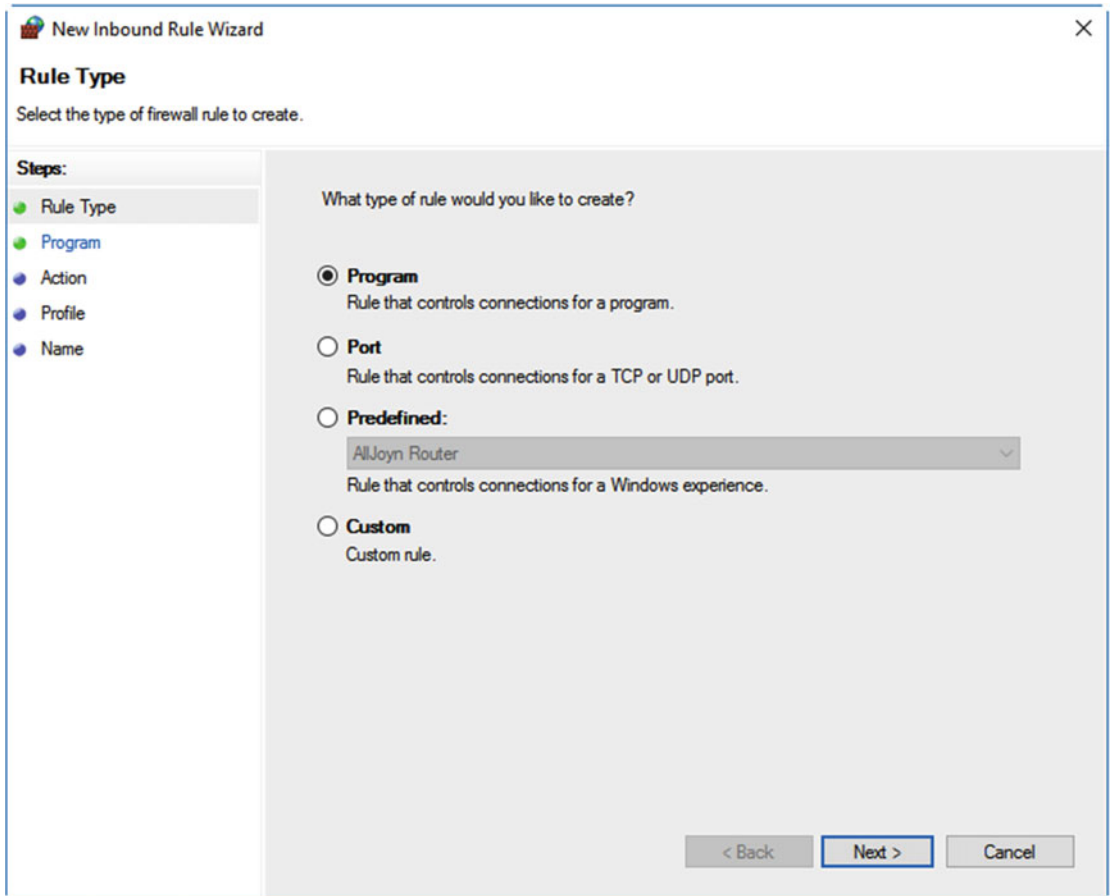 New Inbound Rule Wizard
Rule Type
Select the type of firewall rule to create.
Steps:
Rule Type
Program
Action
Profile
Name
What type of rule would you like to create?
Program
Rule that controls connections for a program.
Port
Rule that controls connections for a TCP or UDP port.
Predefined:
AllJoyn Router
Rule that controls connections for a Windows experience.
Custom
Custom rule.
< Back Next > Cancel